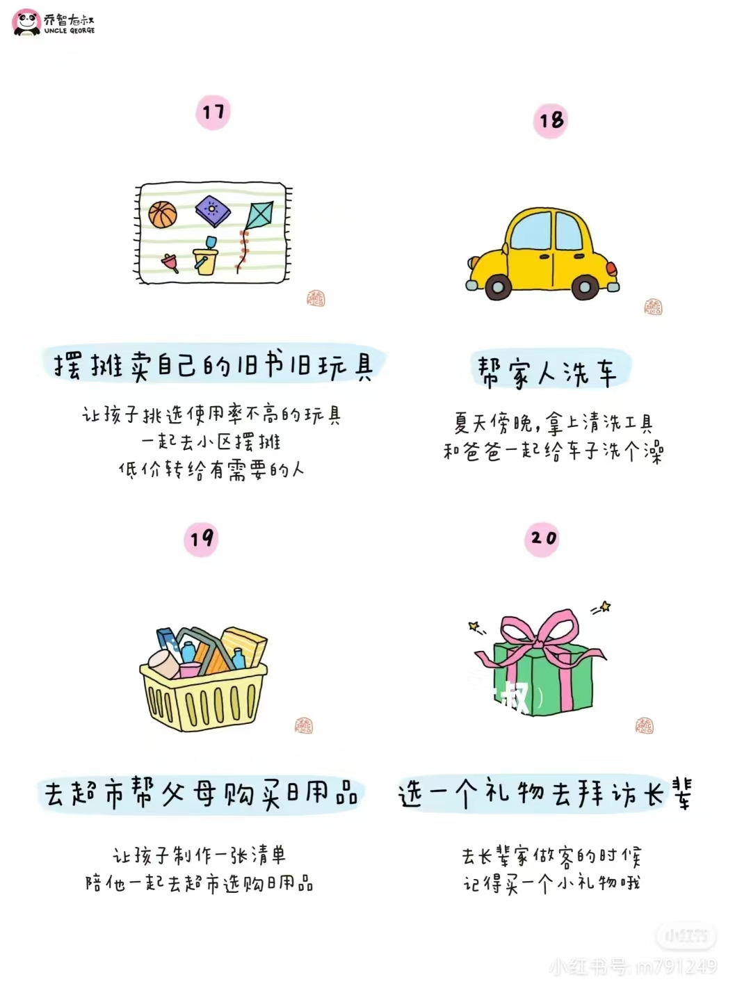 乔智大叔
UNCLE GEORGE
17
摆摊卖自己的旧书旧玩具
让孩子挑选使用率不高的玩具
一起去小区摆摊
低价转给有需要的人
18
帮家人洗车
夏天傍晚,拿上清洗工具
和爸爸一起给车子洗个澡
19
去超市帮父母购买日用品
让孩子制作一张清单
陪他一起去超市选购日用品
20
叔)
选一个礼物去拜访长辈
去长辈家做客的时候
记得买一个小礼物哦
小红书
小红书号: m791249